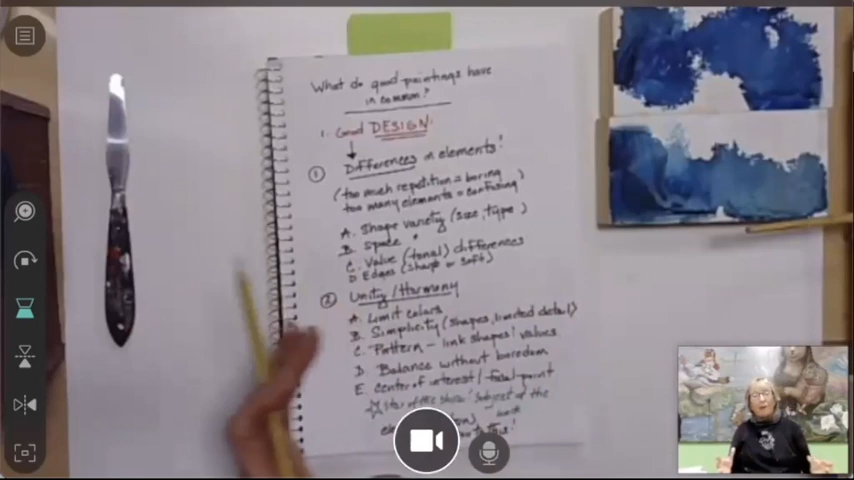 What do good paintings have
in common?
1. Good DESIGN.
① Differences in elements!
(too much repetition = boring
too many elements = confusing)
A. Shape variety (size, type)
B. Space
C. Value (tonal) differences
D Edges (sharp or soft)
② Unity/Harmony
A. Limit colors
B. Simplicity (shapes, limited detail)
C. Pattern – link shapes/values
D. Balance without boredom
E. Center of interest/focal point
"Star of the show" subject of the
this!